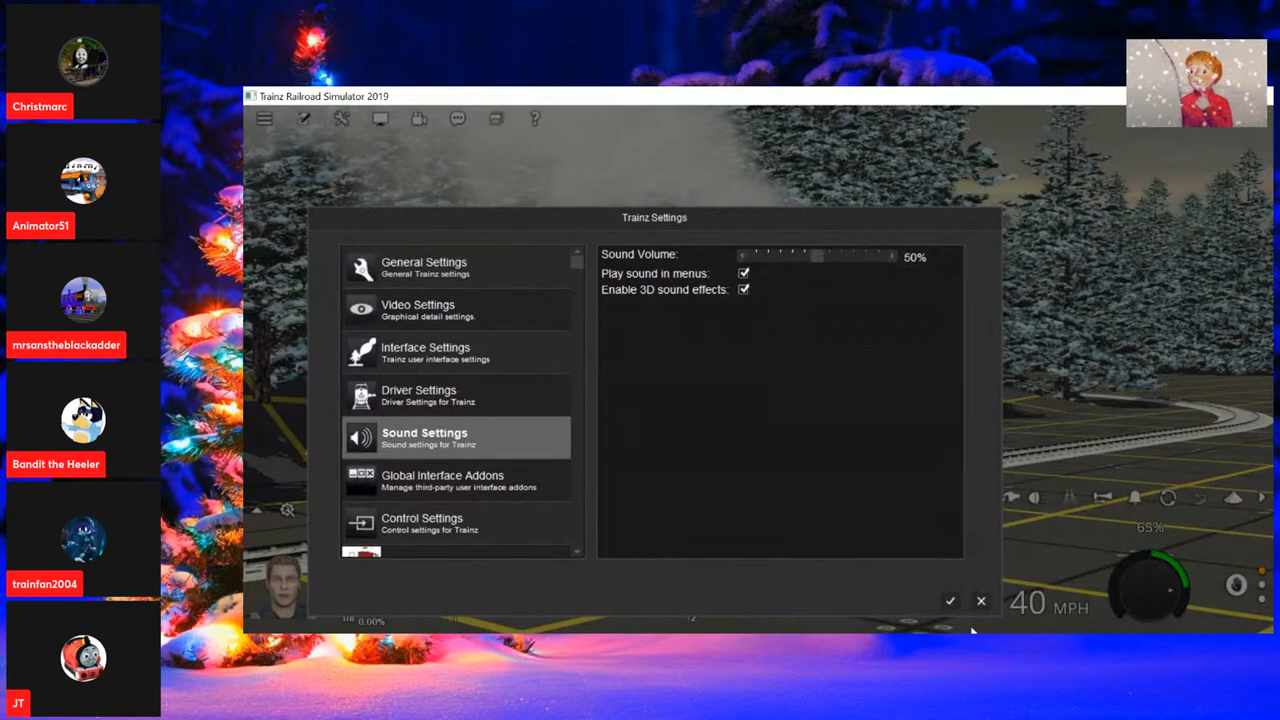 Christmarc
Animator51
mrsanstheblackadder
Bandit the Heeler
trainfan2004
JT
Trainz Railroad Simulator 2019
Trainz Settings
General Settings
General Trainz settings
Video Settings
Graphical detail settings.
Interface Settings
Trainz user interface settings
Driver Settings
Driver Settings for Trainz
Sound Settings
Sound settings for Trainz
Global Interface Addons
Manage third-party user interface addons
Control Settings
Control settings for Trainz
Sound Volume:
50%
Play sound in menus:
Enable 3D sound effects:
65%
40 MPH
0.00%